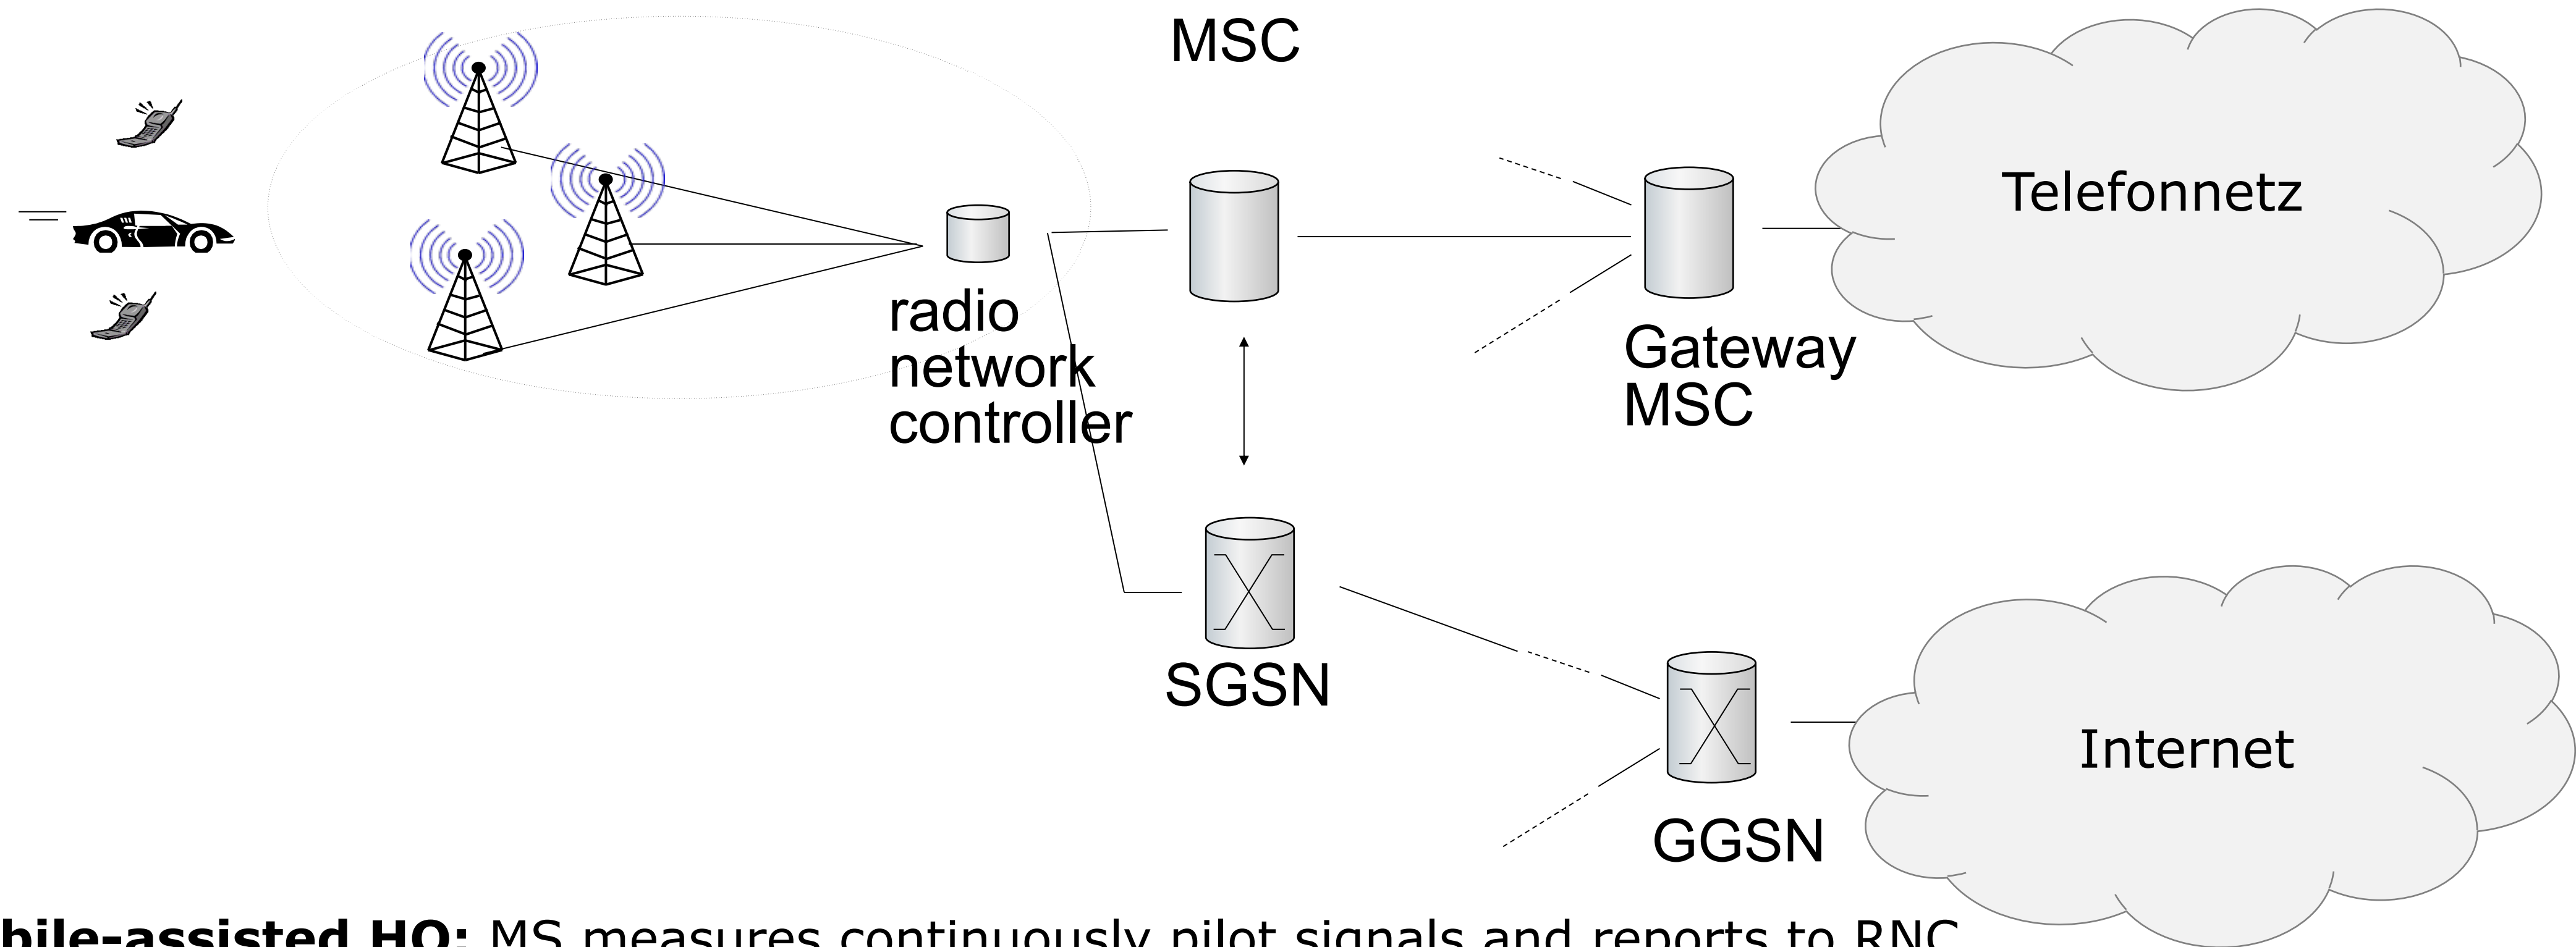 MSC
Telefonnetz
radio
network
controller
Gateway
MSC
SGSN
Internet
GGSN
bile-assisted HO: MS measures continuously pilot signals and reports to RNC